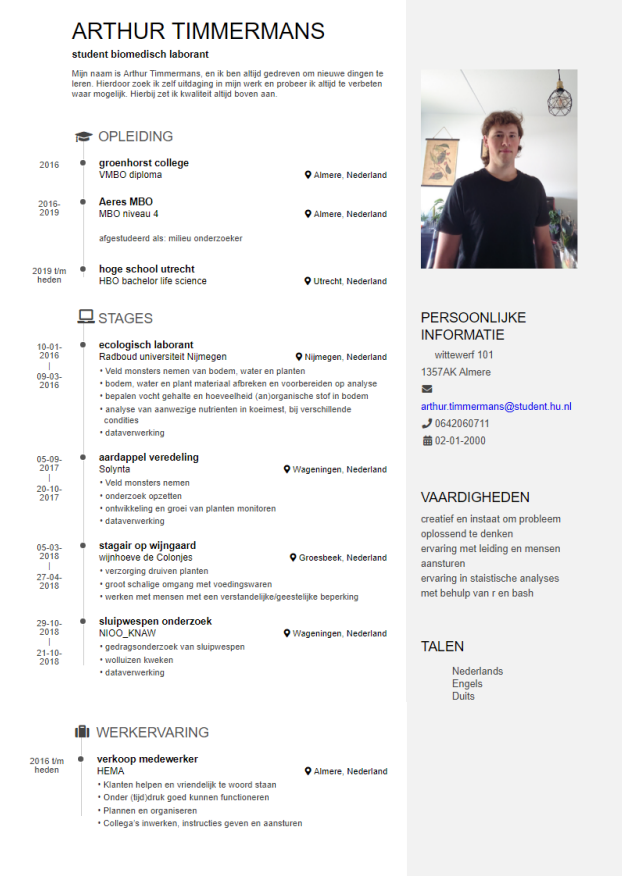 ARTHUR TIMMERMANS
student biomedisch laborant
Mijn naam is Arthur Timmermans, en ik ben altijd gedreven om nieuwe dingen te
leren. Hierdoor zoek ik zelf uitdaging in mijn werk en probeer ik altijd te verbeten
waar mogelijk. Hierbij zet ik kwaliteit altijd boven aan.
OPLEIDING
2016
groenhorst college
VMBO diploma
Almere, Nederland
2016-
2019
Aeres MBO
MBO niveau 4
Almere, Nederland
afgestudeerd als: milieu onderzoeker
2019 t/m
heden
hoge school utrecht
HBO bachelor life science
Utrecht, Nederland
STAGES
10-01-
2016
|
09-03-
2016
ecologisch laborant
Radboud universiteit Nijmegen
Nijmegen, Nederland
• Veld monsters nemen van bodem, water en planten
• bodem, water en plant materiaal afbreken en voorbereiden op analyse
• bepalen vocht gehalte en hoeveelheid (an)organische stof in bodem
• analyse van aanwezige nutrienten in koeimest, bij verschillende
condities
• dataverwerking
05-09-
2017
|
20-10-
2017
aardappel veredeling
Solynta
Wageningen, Nederland
• Veld monsters nemen
• onderzoek opzetten
• ontwikkeling en groei van planten monitoren
• dataverwerking
05-03-
2018
|
27-04-
2018
stagair op wijngaard
wijnhoeve de Colonjes
Groesbeek, Nederland
• verzorging druiven planten
• groot schalige omgang met voedingswaren
• werken met mensen met een verstandelijke/geestelijke beperking
29-10-
2018
|
21-10-
2018
sluipwespen onderzoek
NIOO_KNAW
Wageningen, Nederland
• gedragsonderzoek van sluipwespen
• wolluizen kweken
• dataverwerking
WERKERVARING
2016 t/m
heden
verkoop medewerker
HEMA
Almere, Nederland
• Klanten helpen en vriendelijk te woord staan
• Onder (tijd)druk goed kunnen functioneren
• Plannen en organiseren
• Collega's inwerken, instructies geven en aansturen
PERSOONLIJKE
INFORMATIE
wittewerf 101
1357AK Almere
arthur.timmermans@student.hu.nl
0642060711
02-01-2000
VAARDIGHEDEN
creatief en instaat om probleem
oplossend te denken
ervaring met leiding en mensen
aansturen
ervaring in staistische analyses
met behulp van r en bash
TALEN
Nederlands
Engels
Duits